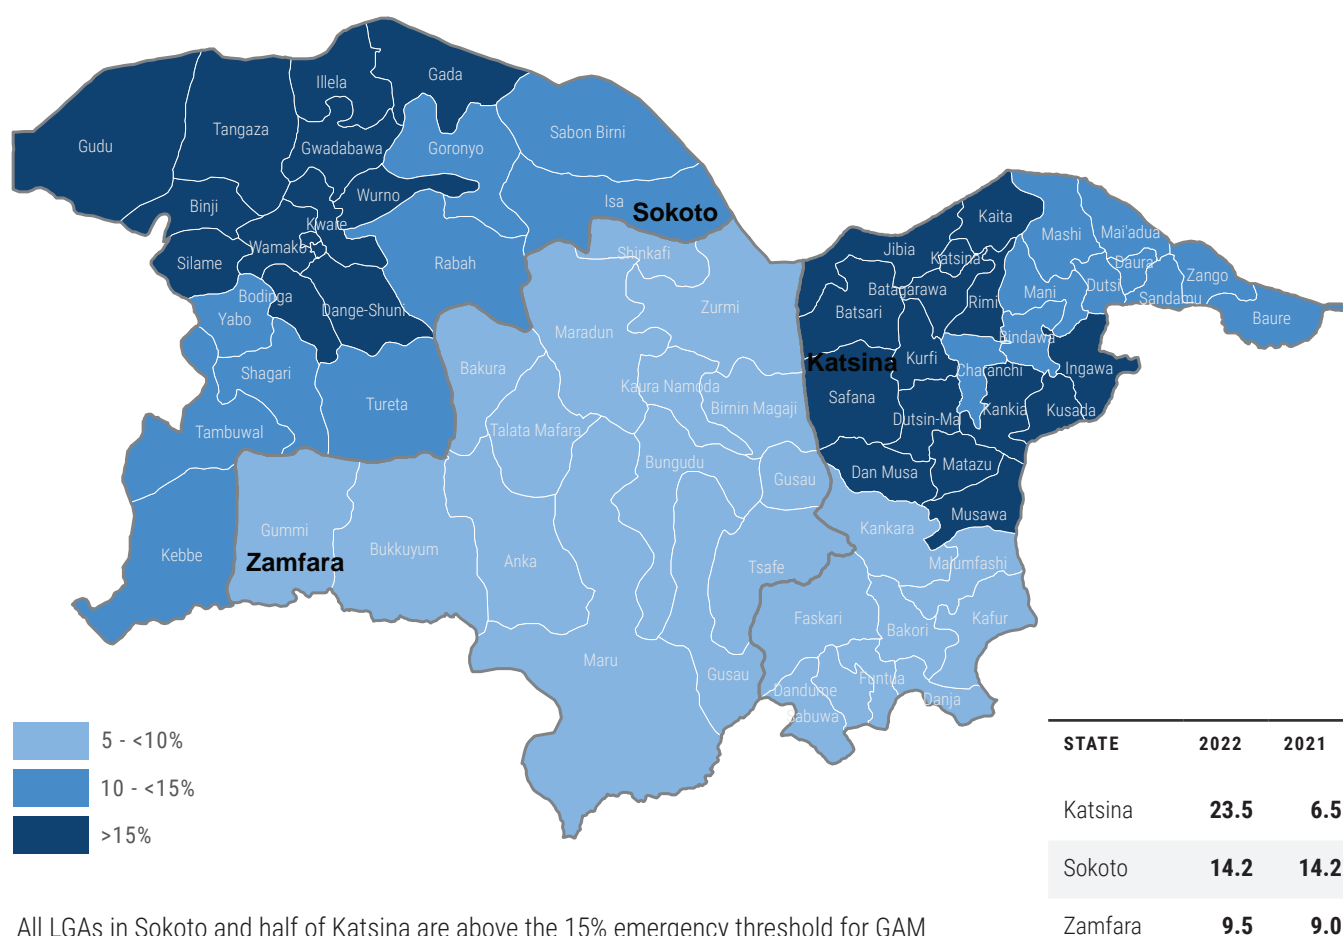 Gada
Illela
Tangaza
Sabon Birni
Gudu
Gwadabawa
Goronyo
Wurno
Isa
Sokoto
Binji
Kware
Kaita
Wamako
Shinkafi
Jibia
Katsina
Mashi
Mai'adua
Silame
Rabah
Daura
Zango
Bodinga
Dange-Shuni
Zurmi
Batagarawa
Rimi
Mani
Dutsi
Sandamu
Yabo
Maradun
Batsari
Bindawa
Baure
Bakura
Katsina
Kurfi
Charanchi
Ingawa
Shagari
Kaura Namoda
Tureta
Birnin Magaji
Safana
Dutsin-Ma
Kankia
Kusada
Tambuwal
Talata Mafara
Bungudu
Gusau
Dan Musa
Matazu
Gummi
Kankara
Musawa
Kebbe
Zamfara
Bukkuyum
Anka
Tsafe
Malumfashi
Faskari
Bakori
Kafur
Maru
Gusau
Dandume
Funtua
Danja
Sabuwa
5 - <10%
10 - <15%
>15%
STATE 2022 2021
Katsina 23.5 6.5
Sokoto 14.2 14.2
Zamfara 9.5 9.0
All LGAs in Sokoto and half of Katsina are above the 15% emergency threshold for GAM